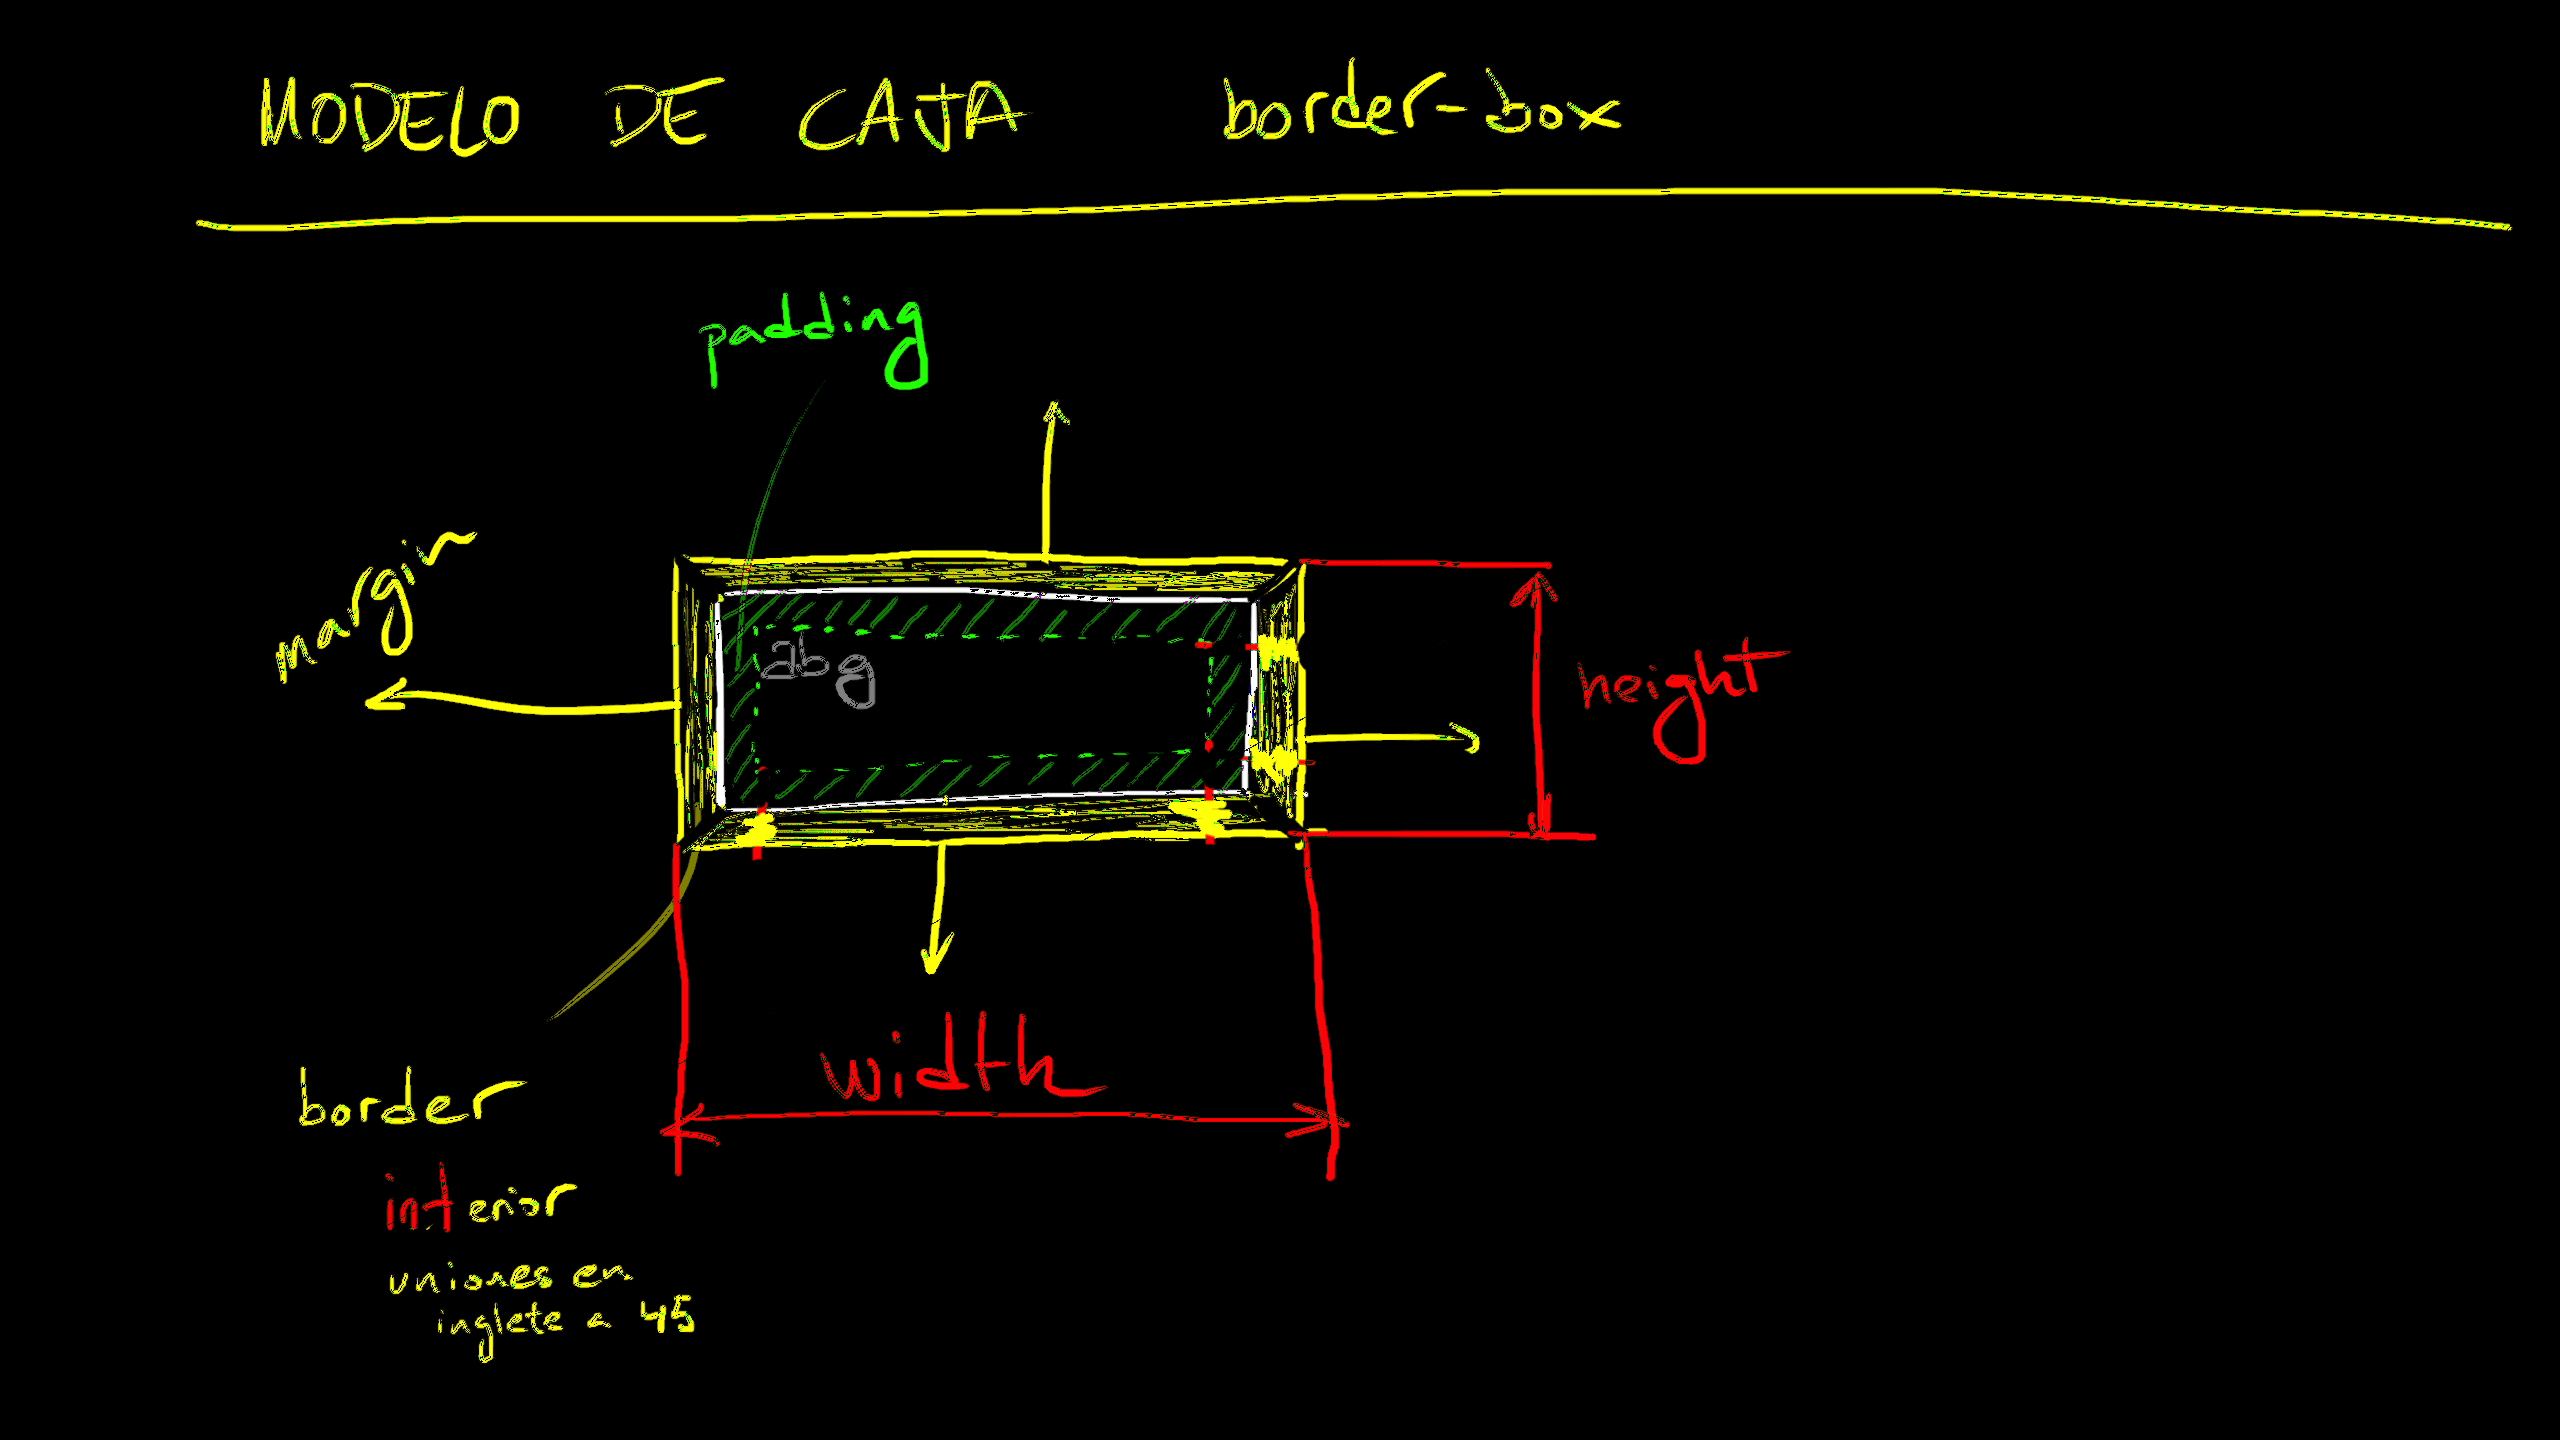 MODELO DE CAJA border-box
padding
margin
abg
height
width
border
interior
uniones en
inglete a 45